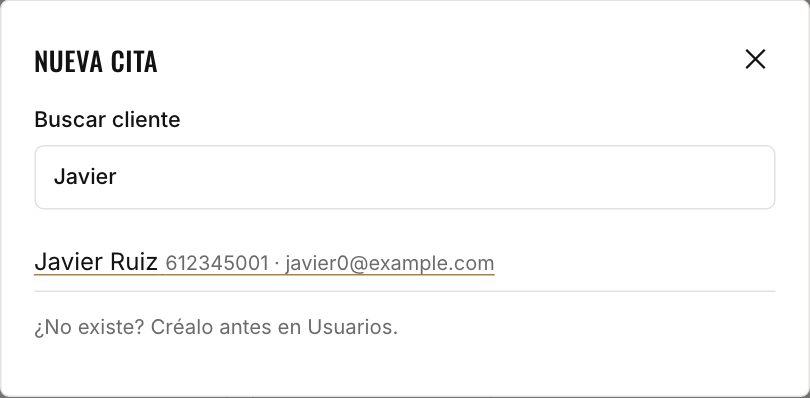 NUEVA CITA
Buscar cliente
Javier
Javier Ruiz 612345001 · javier0@example.com
¿No existe? Créalo antes en Usuarios.